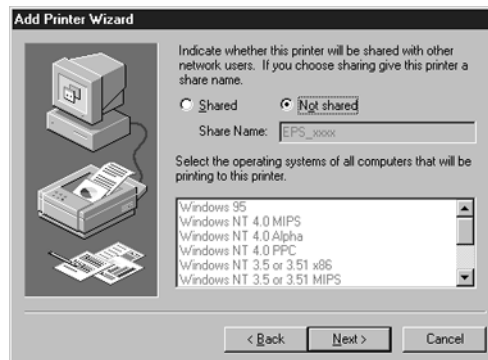 Add Printer Wizard
Indicate whether this printer will be shared with other
network users. If you choose sharing give this printer a
share name.
Shared Not shared
Share Name: EPS_xxxx
Select the operating systems of all computers that will be
printing to this printer.
Windows 95
Windows NT 4.0 MIPS
Windows NT 4.0 Alpha
Windows NT 4.0 PPC
Windows NT 3.5 or 3.51 x86
Windows NT 3.5 or 3.51 MIPS
< Back Next > Cancel